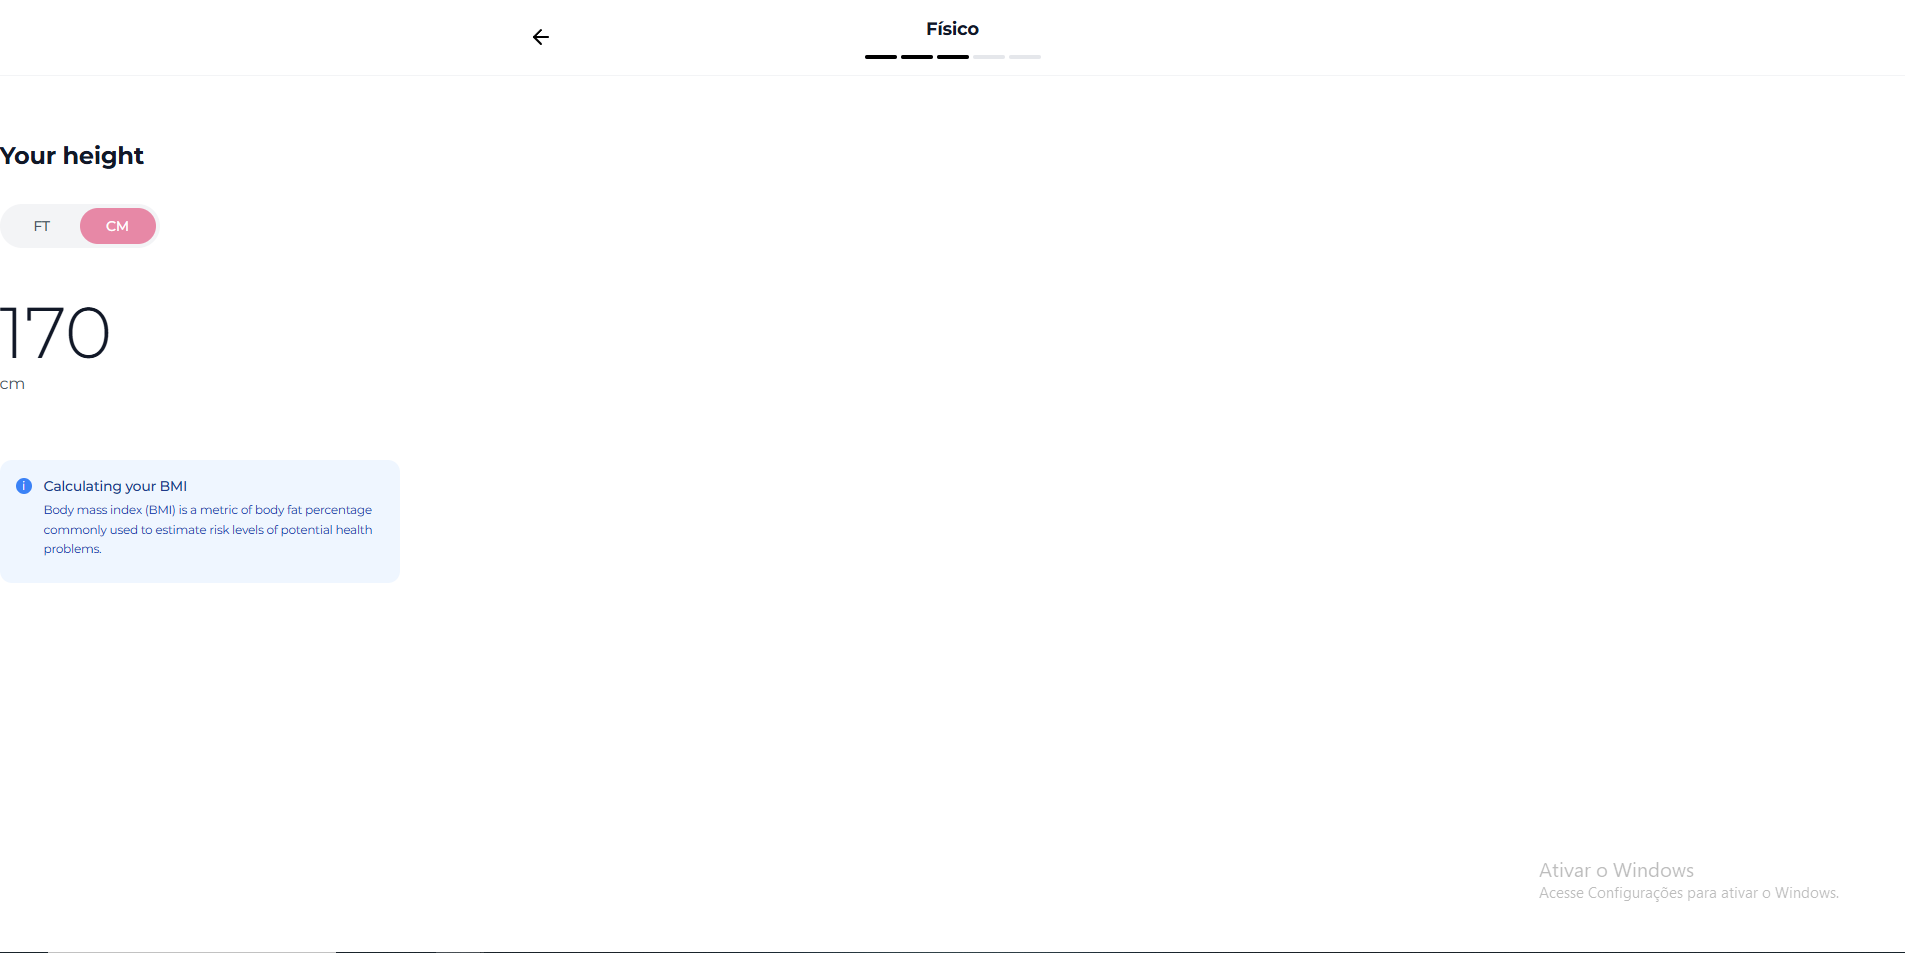 Físico
Your height
FT
CM
170
cm
Calculating your BMI
Body mass index (BMI) is a metric of body fat percentage
commonly used to estimate risk levels of potential health
problems.
Ativar o Windows
Acesse Configurações para ativar o Windows.